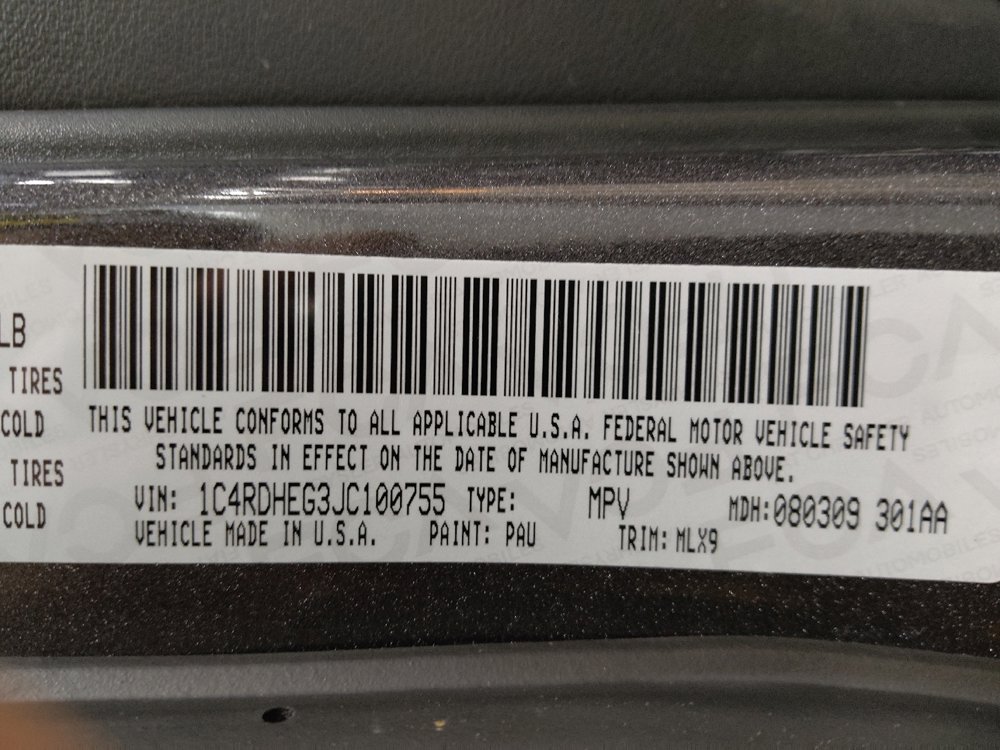 LB
TIRES
COLD
TIRES
COLD
THIS VEHICLE CONFORMS TO ALL APPLICABLE U.S.A. FEDERAL MOTOR VEHICLE SAFETY
STANDARDS IN EFFECT ON THE DATE OF MANUFACTURE SHOWN ABOVE.
VIN: 1C4RDHEG3JC100755 TYPE: MPV MDH:080309 301AA
VEHICLE MADE IN U.S.A. PAINT: PAU TRIM: MLX9